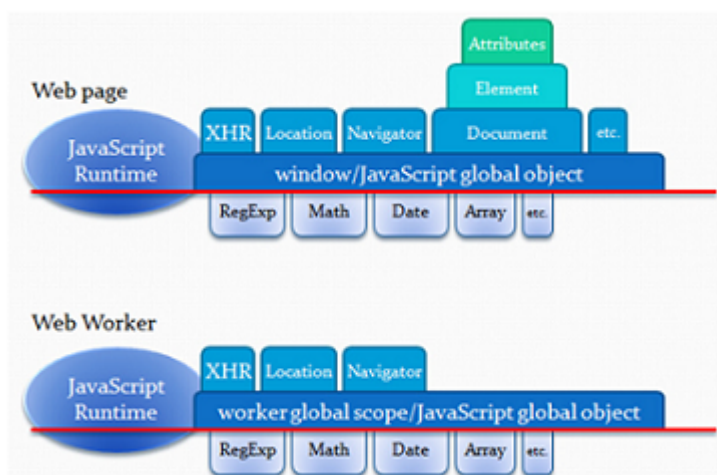 Attributes
Web page
Element
XHR Location Navigator Document etc.
JavaScript
Runtime
window/JavaScript global object
RegExp Math Date Array etc.
Web Worker
XHR Location Navigator
JavaScript
Runtime
worker global scope/JavaScript global object
RegExp Math Date Array etc.